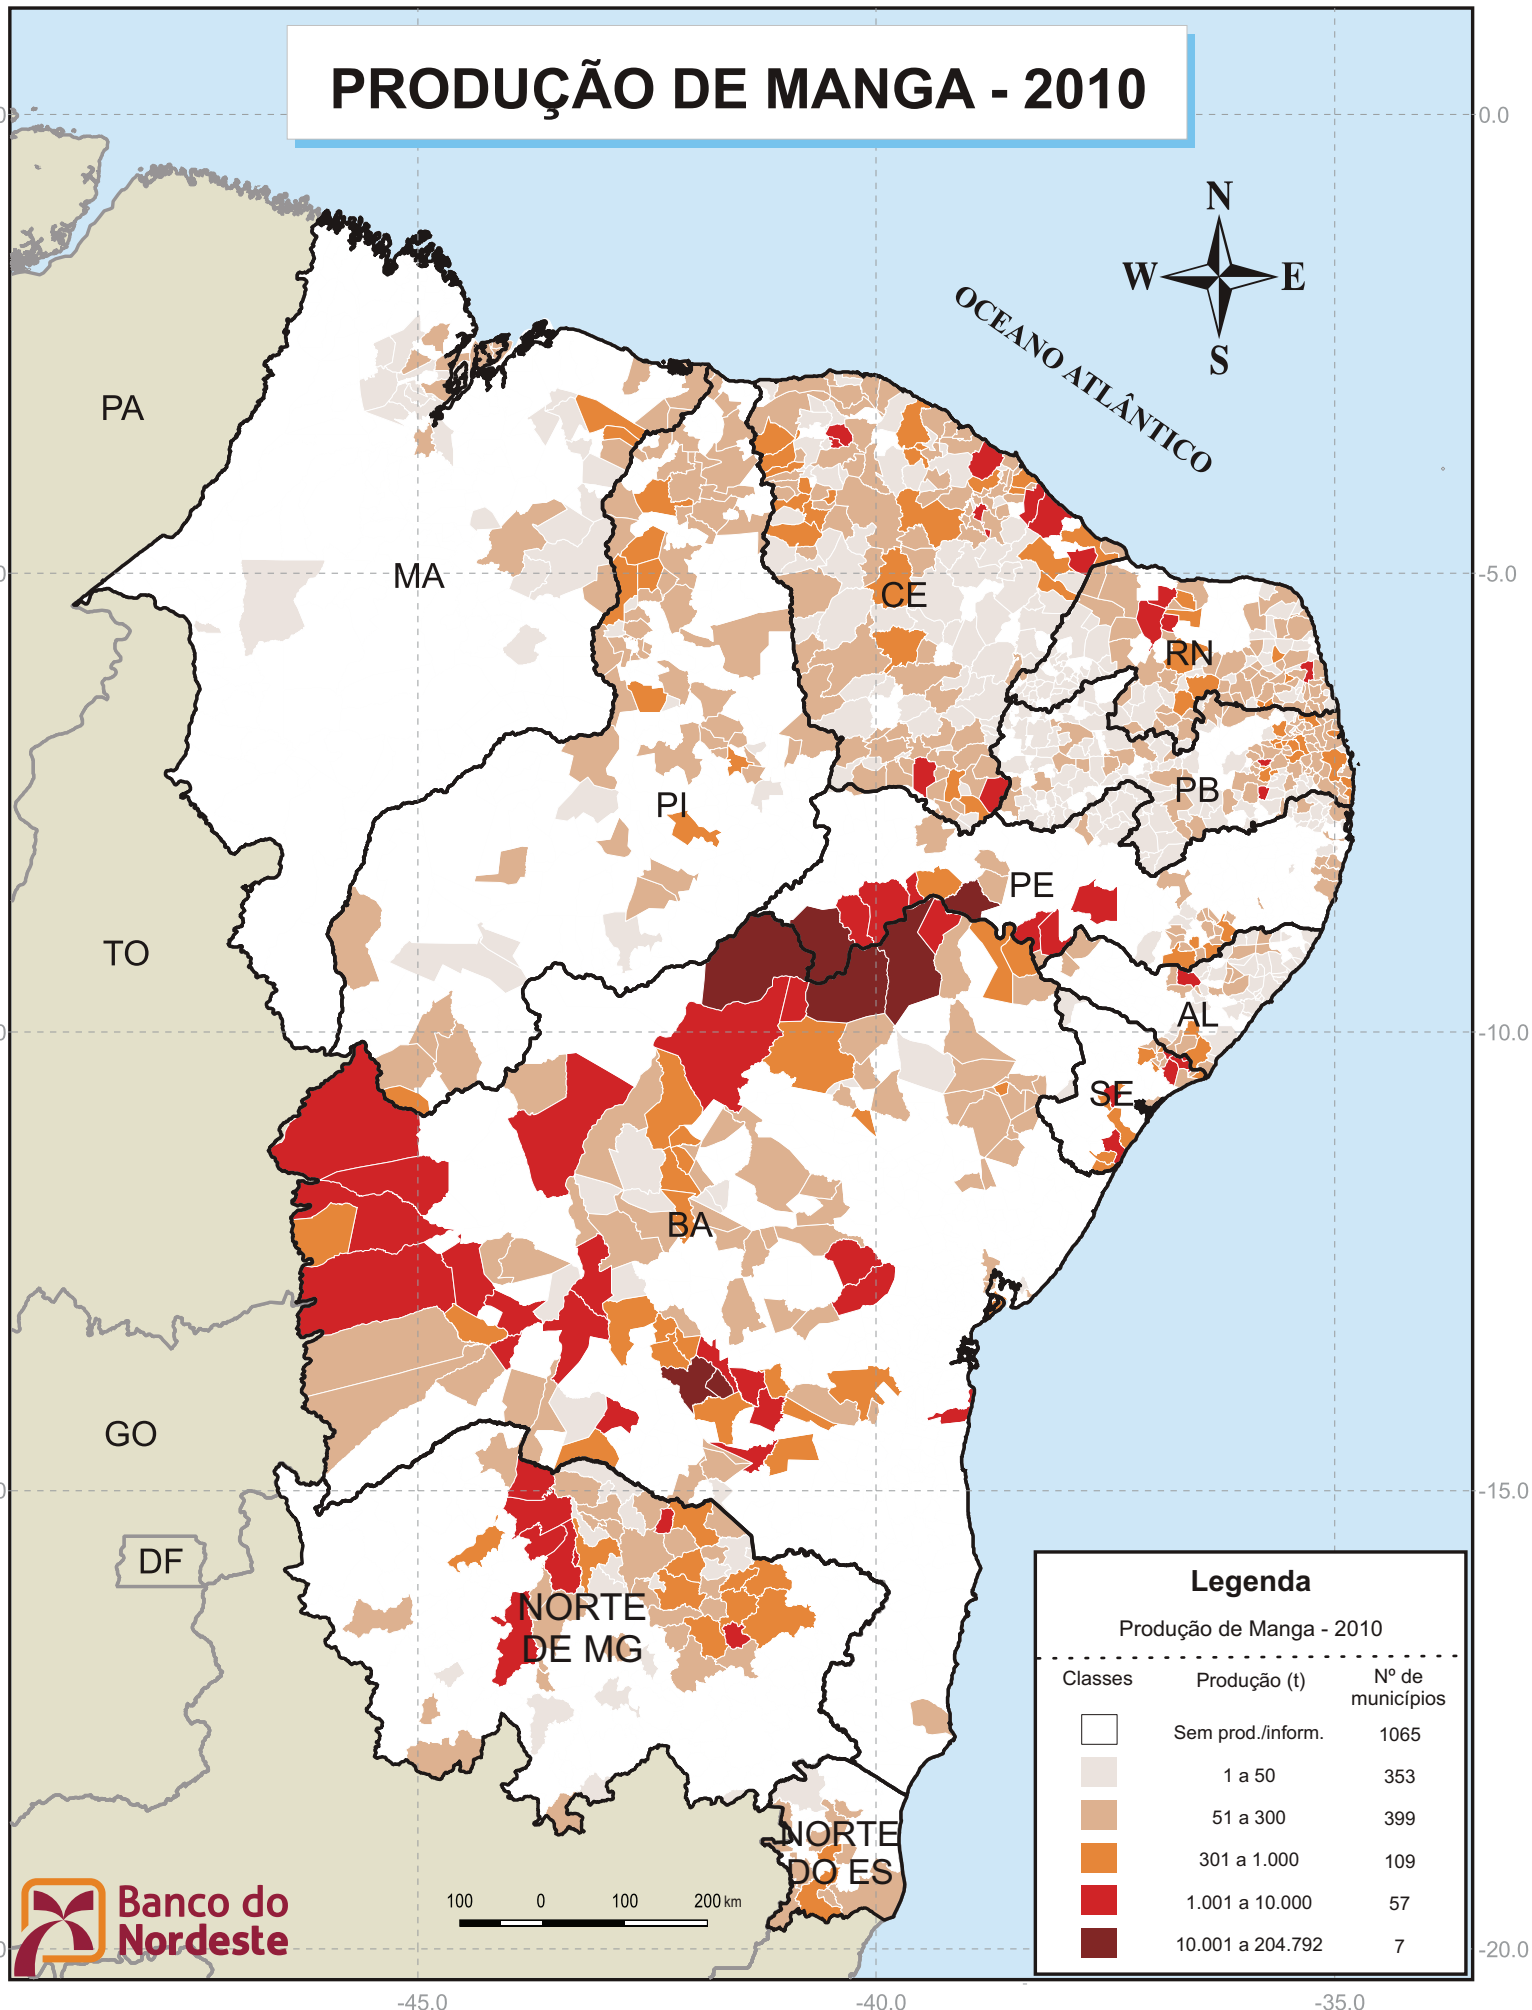 PRODUÇÃO DE MANGA - 2010
0.0
N
W E
S
OCEANO ATLÂNTICO
PA
MA
CE
-5.0
RN
PB
PI
PE
TO
AL
-10.0
SE
BA
GO
-15.0
DF
NORTE
DE MG
NORTE
DO ES
Legenda
Produção de Manga - 2010
Classes Produção (t) Nº de
municípios
Sem prod./inform. 1065
1 a 50 353
51 a 300 399
301 a 1.000 109
1.001 a 10.000 57
10.001 a 204.792 7
Banco do
Nordeste
100 0 100 200 km
-20.0
-45.0 -40.0 -35.0